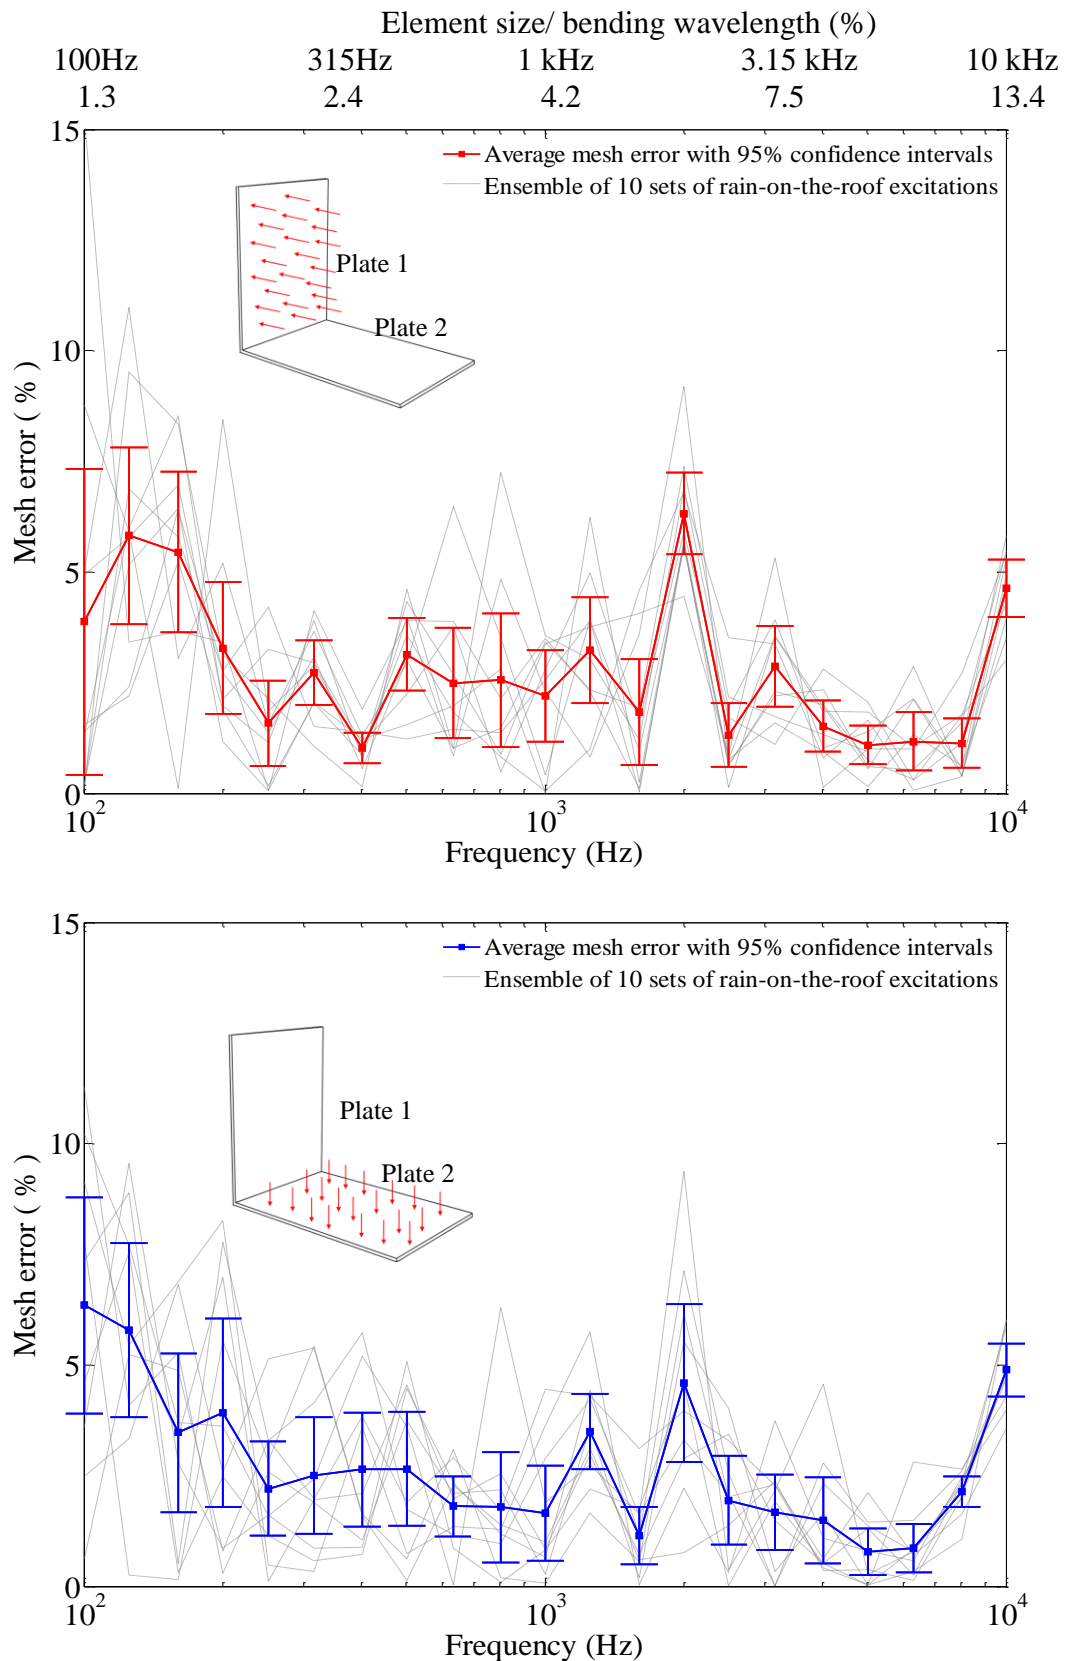 Element size/ bending wavelength (%)
100Hz 315Hz 1 kHz 3.15 kHz 10 kHz
1.3 2.4 4.2 7.5 13.4
15
Average mesh error with 95% confidence intervals
Ensemble of 10 sets of rain-on-the-roof excitations
Plate 1
Plate 2
10
Mesh error ( % )
5
0
10² 10³ 10⁴
Frequency (Hz)
15
Average mesh error with 95% confidence intervals
Ensemble of 10 sets of rain-on-the-roof excitations
Plate 1
10
Plate 2
Mesh error ( % )
5
0
10² 10³ 10⁴
Frequency (Hz)